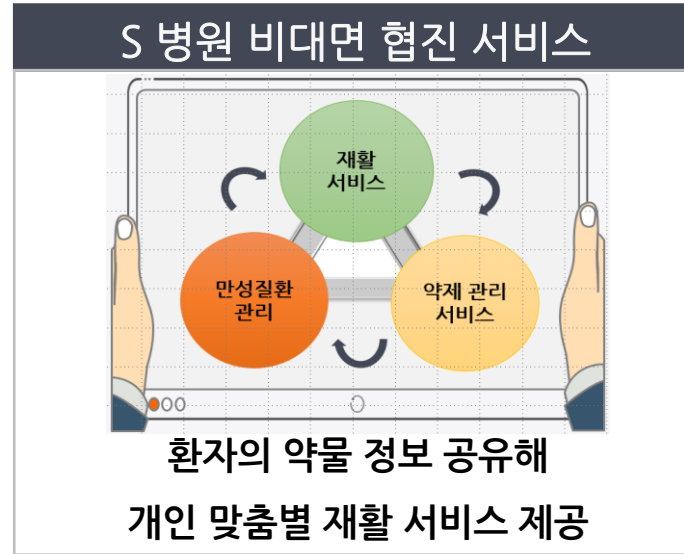 S 병원 비대면 협진 서비스
재활
서비스
만성질환
관리
약제 관리
서비스
환자의 약물 정보 공유해
개인 맞춤별 재활 서비스 제공